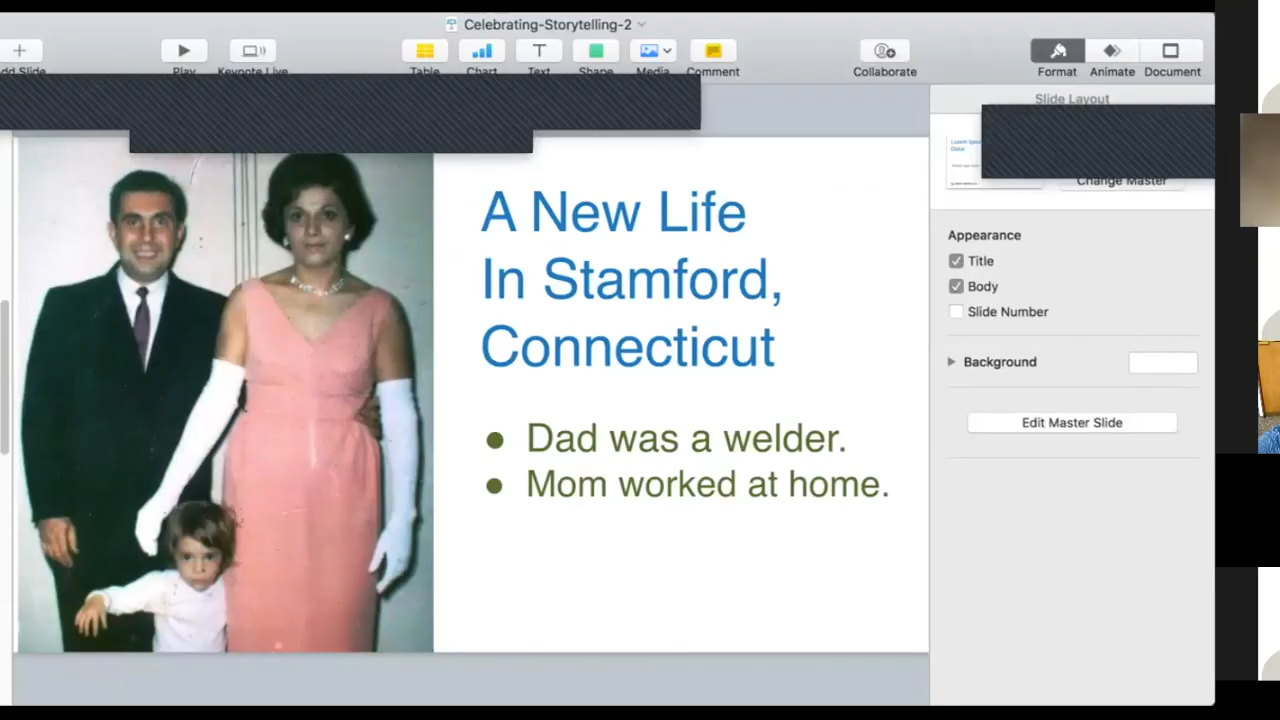 Celebrating-Storytelling-2
Play
Keynote Live
Table
Chart
Text
Shape
Media
Comment
Collaborate
Format
Animate
Document
Slide Layout
Change Master
A New Life
In Stamford,
Connecticut
● Dad was a welder.
● Mom worked at home.
Appearance
Title
Body
Slide Number
Background
Edit Master Slide